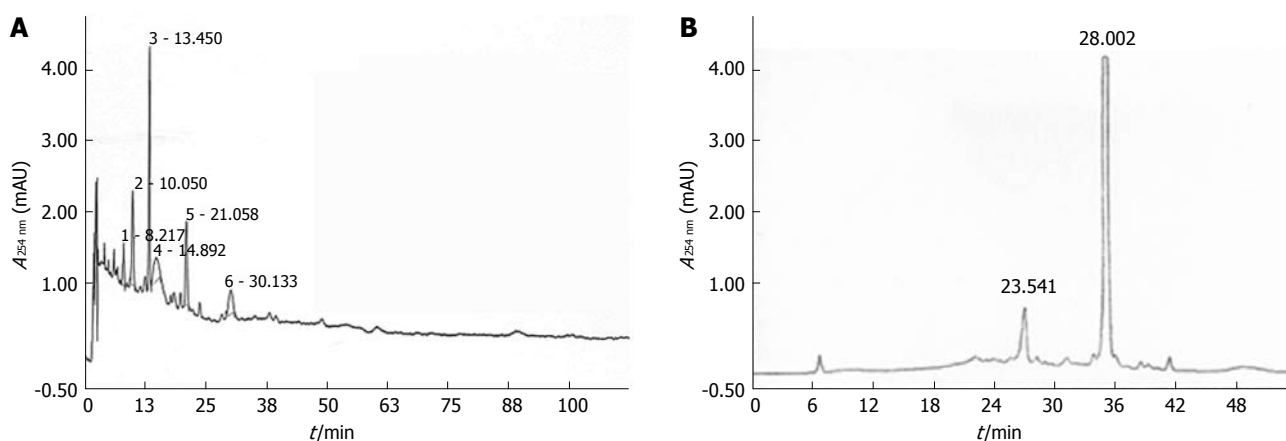 A
3 - 13.450
4.00
3.00
2 - 10.050
2.00
5 - 21.058
1 - 8.217
4 - 14.892
1.00
6 - 30.133
-0.50
A254 nm (mAU)
0 13 25 38 50 63 75 88 100
t/min
B
28.002
4.00
3.00
2.00
1.00
23.541
-0.50
A254 nm (mAU)
0 6 12 18 24 30 36 42 48
t/min